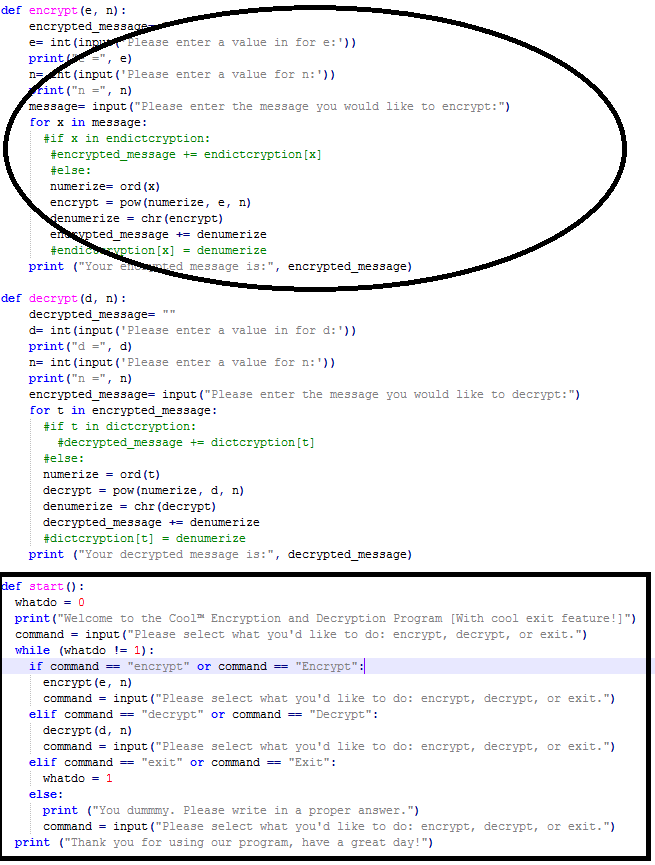 def encrypt(e, n):
    encrypted_message=
    e= int(input('Please enter a value in for e:'))
    print("e =", e)
    n= int(input('Please enter a value for n:'))
    print("n =", n)
    message= input("Please enter the message you would like to encrypt:")
    for x in message:
      #if x in endictcryption:
       #encrypted_message += endictcryption[x]
       #else:
       numerize= ord(x)
       encrypt = pow(numerize, e, n)
       denumerize = chr(encrypt)
       encrypted_message += denumerize
       #endictcryption[x] = denumerize
    print ("Your encrypted message is:", encrypted_message)
def decrypt(d, n):
    decrypted_message= ""
    d= int(input('Please enter a value in for d:'))
    print("d =", d)
    n= int(input('Please enter a value for n:'))
    print("n =", n)
    encrypted_message= input("Please enter the message you would like to decrypt:")
    for t in encrypted_message:
      #if t in dictcryption:
        #decrypted_message += dictcryption[t]
      #else:
      numerize = ord(t)
      decrypt = pow(numerize, d, n)
      denumerize = chr(decrypt)
      decrypted_message += denumerize
      #dictcryption[t] = denumerize
    print ("Your decrypted message is:", decrypted_message)
def start():
  whatdo = 0
  print("Welcome to the Cool™ Encryption and Decryption Program [With cool exit feature!]")
  command = input("Please select what you'd like to do: encrypt, decrypt, or exit.")
  while (whatdo != 1):
    if command == "encrypt" or command == "Encrypt":
      encrypt(e, n)
      command = input("Please select what you'd like to do: encrypt, decrypt, or exit.")
    elif command == "decrypt" or command == "Decrypt":
      decrypt(d, n)
      command = input("Please select what you'd like to do: encrypt, decrypt, or exit.")
    elif command == "exit" or command == "Exit":
      whatdo = 1
    else:
      print ("You dummmy. Please write in a proper answer.")
      command = input("Please select what you'd like to do: encrypt, decrypt, or exit.")
  print ("Thank you for using our program, have a great day!")